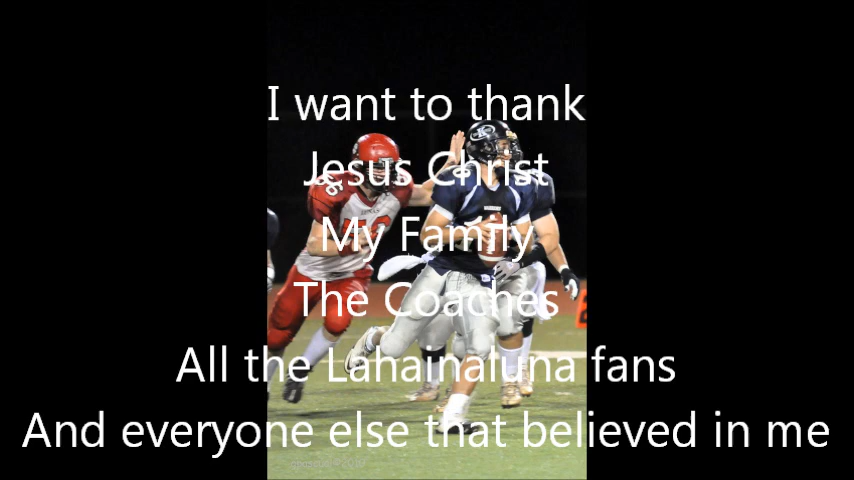 I want to thank
Jesus Christ
My Family
The Coaches
All the Lahainaluna fans
And everyone else that believed in me